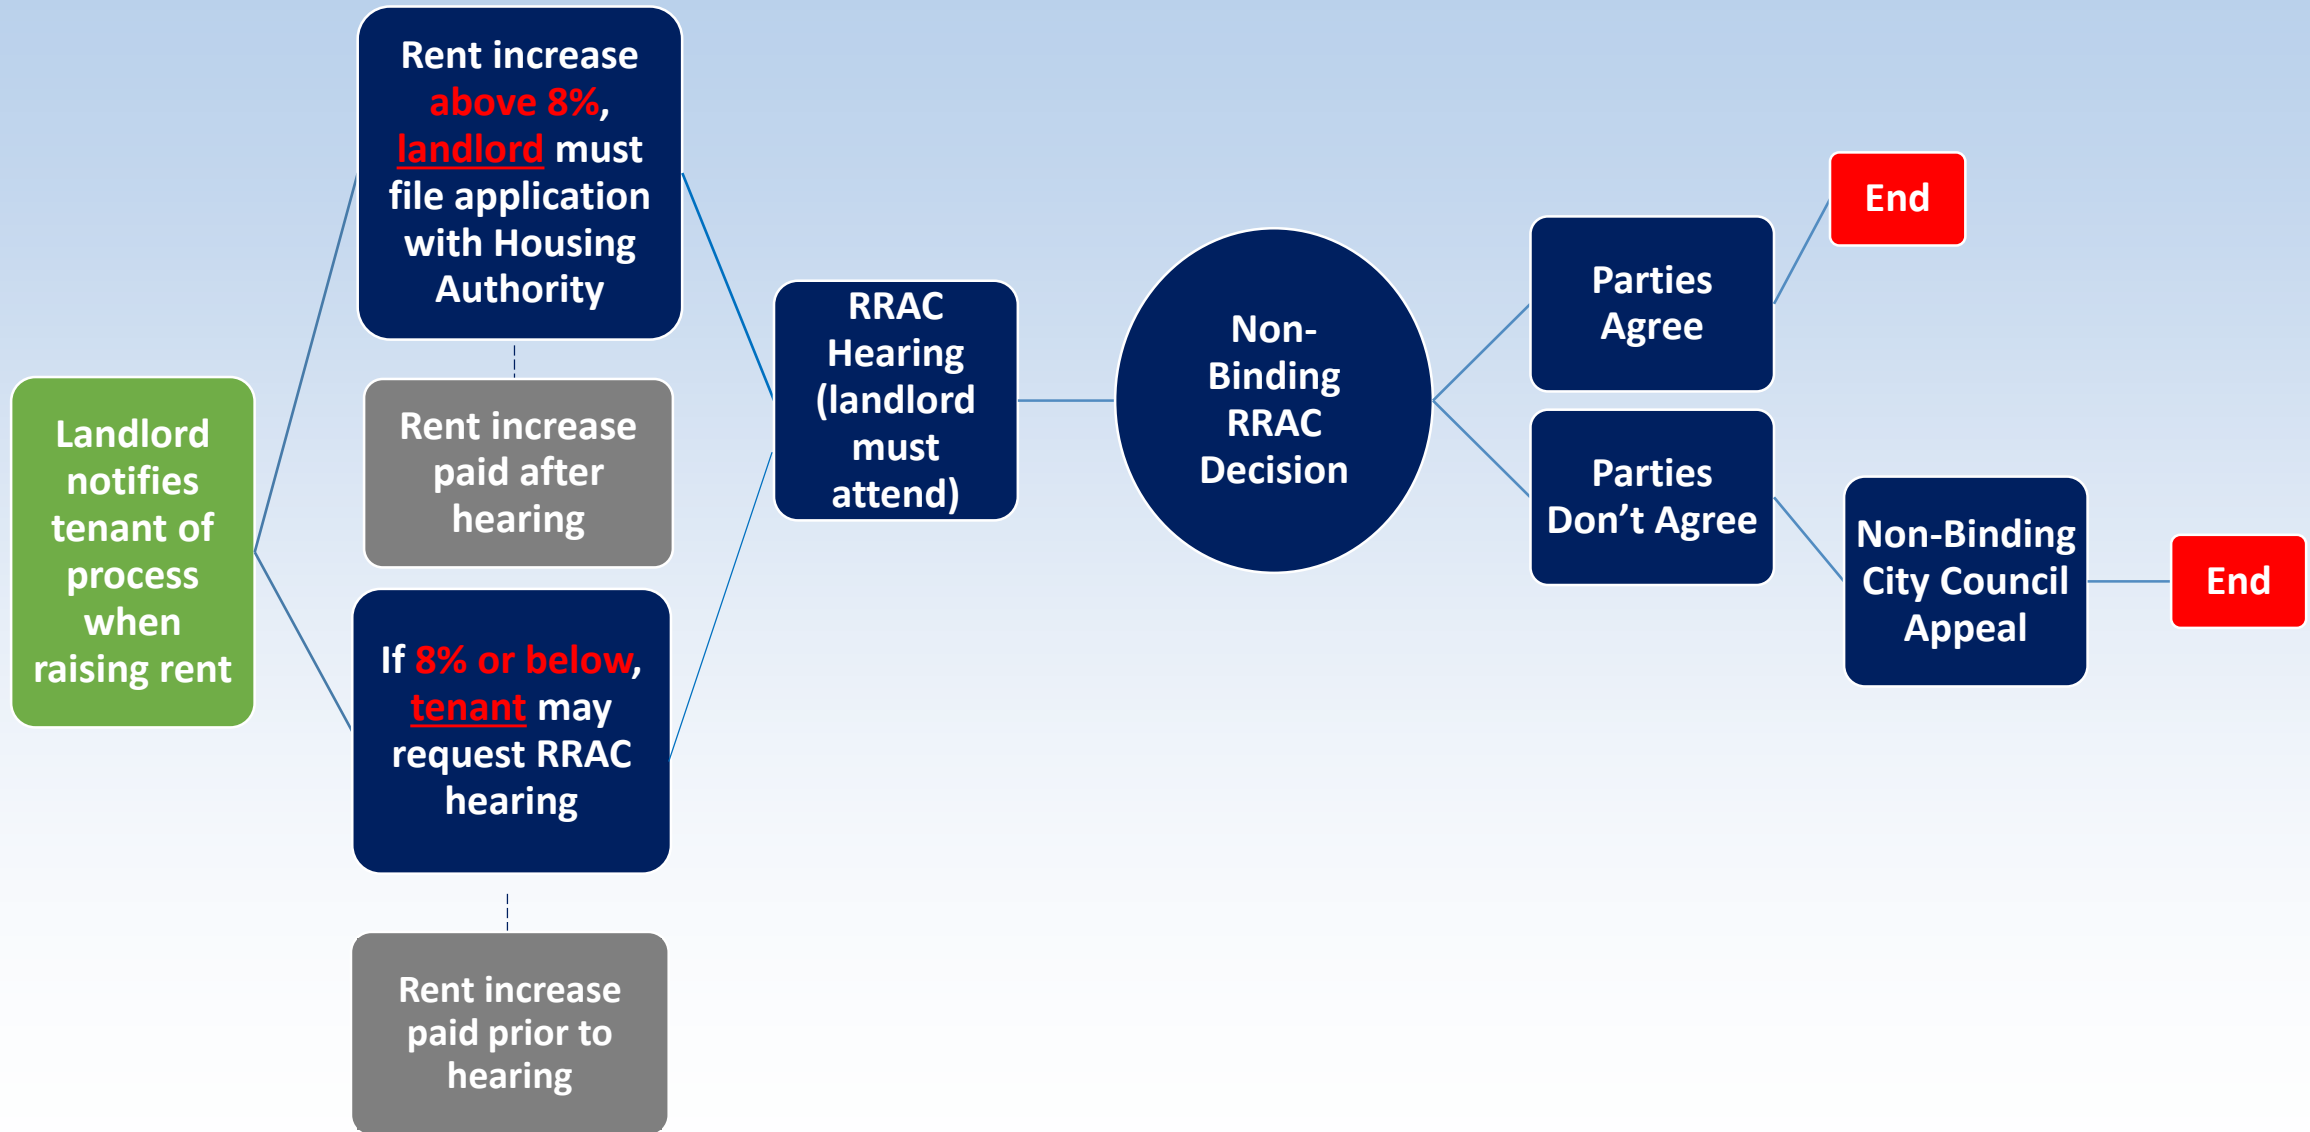 Landlord
notifies
tenant of
process
when
raising rent
Rent increase
above 8%,
landlord must
file application
with Housing
Authority
Rent increase
paid after
hearing
If 8% or below,
tenant may
request RRAC
hearing
Rent increase
paid prior to
hearing
RRAC
Hearing
(landlord
must
attend)
Non-
Binding
RRAC
Decision
Parties
Agree
End
Parties
Don’t Agree
Non-Binding
City Council
Appeal
End